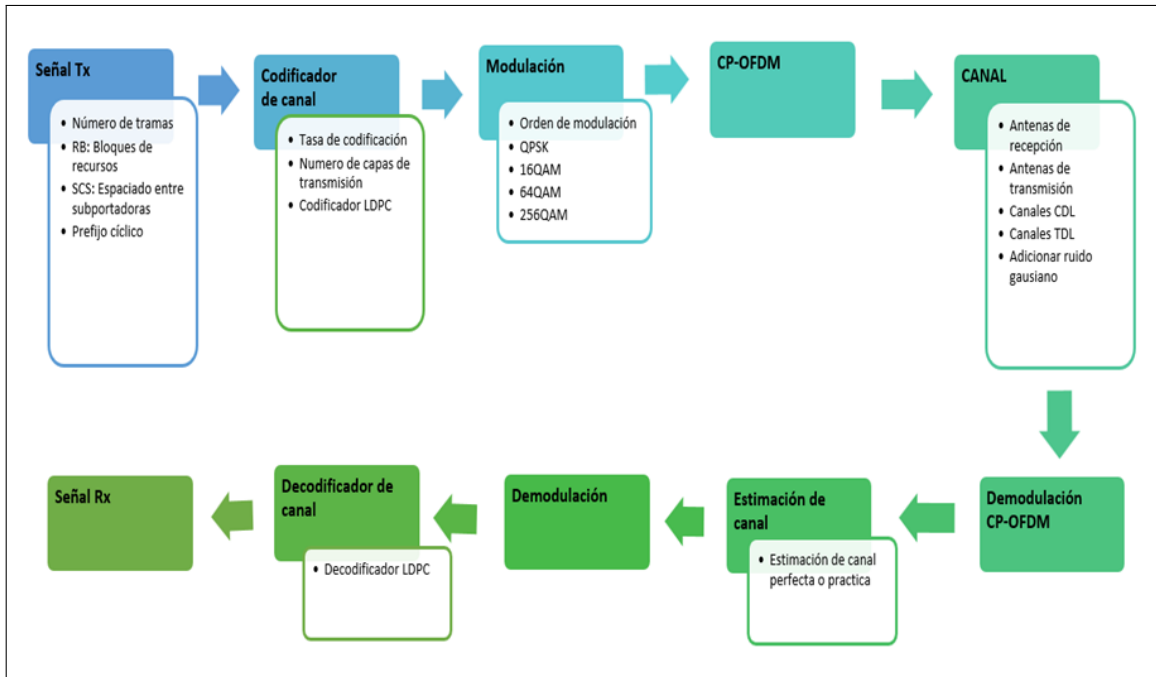 Señal Tx
• Número de tramas
• RB: Bloques de
recursos
• SCS: Espaciado entre
subportadoras
• Prefijo cíclico
Codificador
de canal
• Tasa de codificación
• Numero de capas de
transmisión
• Codificador LDPC
Modulación
• Orden de modulación
• QPSK
• 16QAM
• 64QAM
• 256QAM
CP-OFDM
CANAL
• Antenas de
recepción
• Antenas de
transmisión
• Canales CDL
• Canales TDL
• Adicionar ruido
gausiano
Demodulación
CP-OFDM
Estimación de
canal
• Estimación de canal
perfecta o practica
Demodulación
Decodificador de
canal
• Decodificador LDPC
Señal Rx